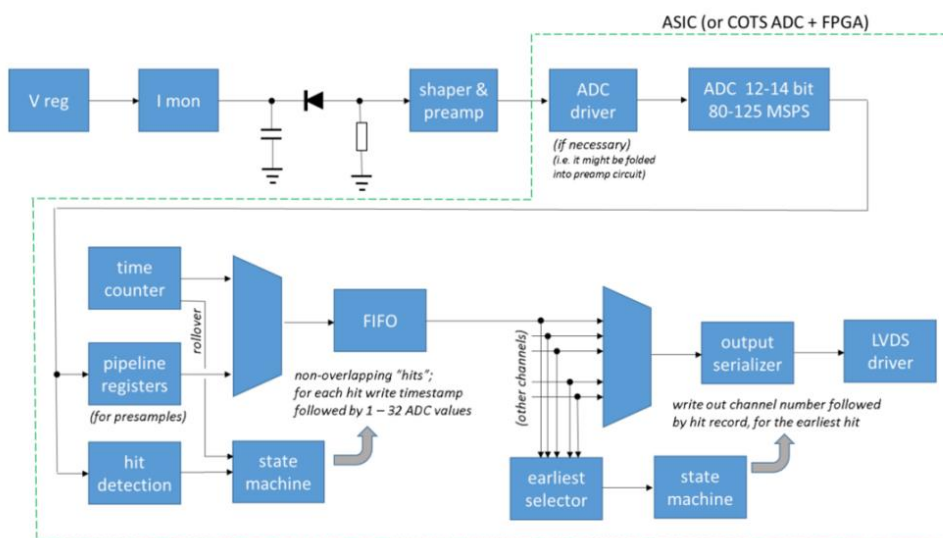 ASIC (or COTS ADC + FPGA)
V reg
I mon
shaper &
preamp
ADC
driver
ADC 12-14 bit
80-125 MSPS
(if necessary)
(i.e. it might be folded
into preamp circuit)
time
counter
rollover
pipeline
registers
(for presamples)
hit
detection
state
machine
FIFO
non-overlapping "hits";
for each hit write timestamp
followed by 1 – 32 ADC values
(other channels)
earliest
selector
state
machine
output
serializer
LVDS
driver
write out channel number followed
by hit record, for the earliest hit